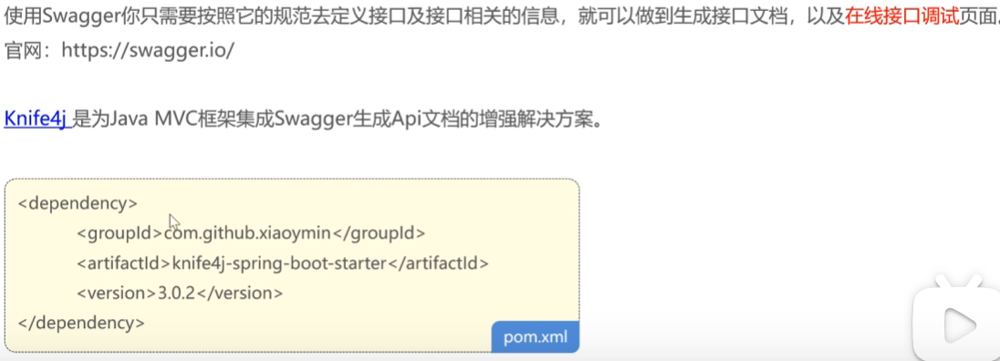 使用Swagger你只需要按照它的规范去定义接口及接口相关的信息，就可以做到生成接口文档，以及在线接口调试页面。
官网：https://swagger.io/
Knife4j 是为Java MVC框架集成Swagger生成Api文档的增强解决方案。
<dependency>
<groupId>com.github.xiaoymin</groupId>
<artifactId>knife4j-spring-boot-starter</artifactId>
<version>3.0.2</version>
</dependency>
pom.xml